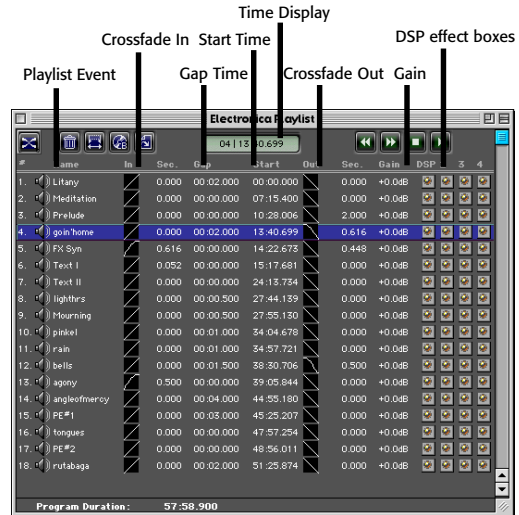 Time Display
Crossfade In Start Time DSP effect boxes
Playlist Event Gap Time Crossfade Out Gain
Electronica Playlist
04 | 13:40.699
# Name In Sec. Gap Start Out Sec. Gain DSP 3 4
1. Litany 0.000 00:02.000 00:00.000 0.000 +0.0dB
2. Meditation 0.000 00:00.000 07:15.400 0.000 +0.0dB
3. Prelude 0.000 00:00.000 10:28.006 2.000 +0.0dB
4. goin'home 0.000 00:02.000 13:40.699 0.616 +0.0dB
5. FX Syn 0.616 00:00.000 14:22.673 0.448 +0.0dB
6. Text I 0.052 00:00.000 15:17.681 0.000 +0.0dB
7. Text II 0.000 00:00.000 24:13.734 0.000 +0.0dB
8. lighthrs 0.000 00:00.500 27:44.139 0.000 +0.0dB
9. Mourning 0.000 00:00.500 27:55.130 0.000 +0.0dB
10. pinkel 0.000 00:01.000 34:04.678 0.000 +0.0dB
11. rain 0.000 00:01.000 34:57.721 0.000 +0.0dB
12. bells 0.000 00:01.500 38:30.706 0.500 +0.0dB
13. agony 0.500 00:00.000 39:05.844 0.000 +0.0dB
14. angleofmercy 0.000 00:04.000 44:55.180 0.000 +0.0dB
15. PE#1 0.000 00:03.000 45:25.207 0.000 +0.0dB
16. tongues 0.000 00:00.000 47:57.254 0.000 +0.0dB
17. PE#2 0.000 00:00.000 48:56.011 0.000 +0.0dB
18. rutabaga 0.000 00:02.000 51:25.874 0.000 +0.0dB
Program Duration: 57:58.900